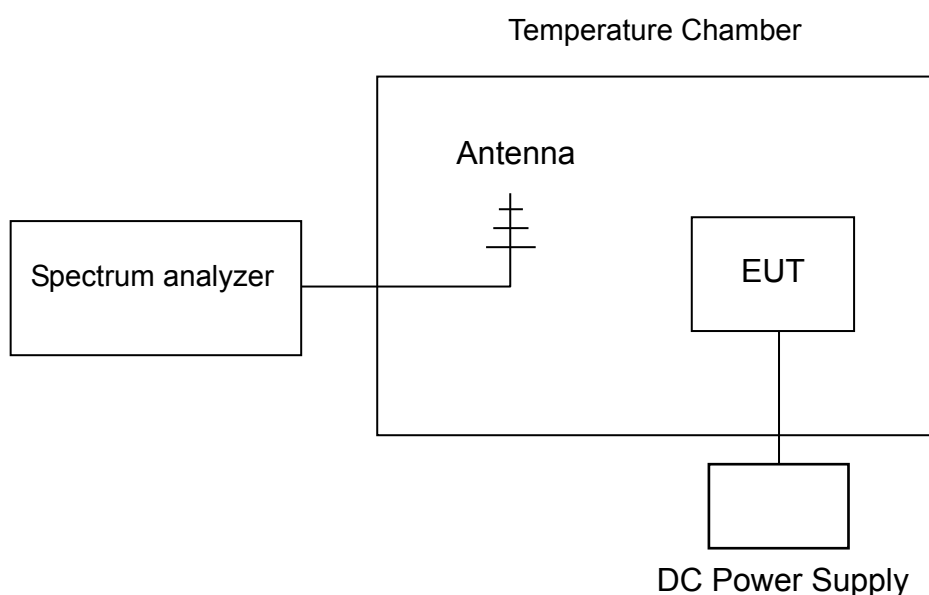 Temperature Chamber
Antenna
Spectrum analyzer
EUT
DC Power Supply